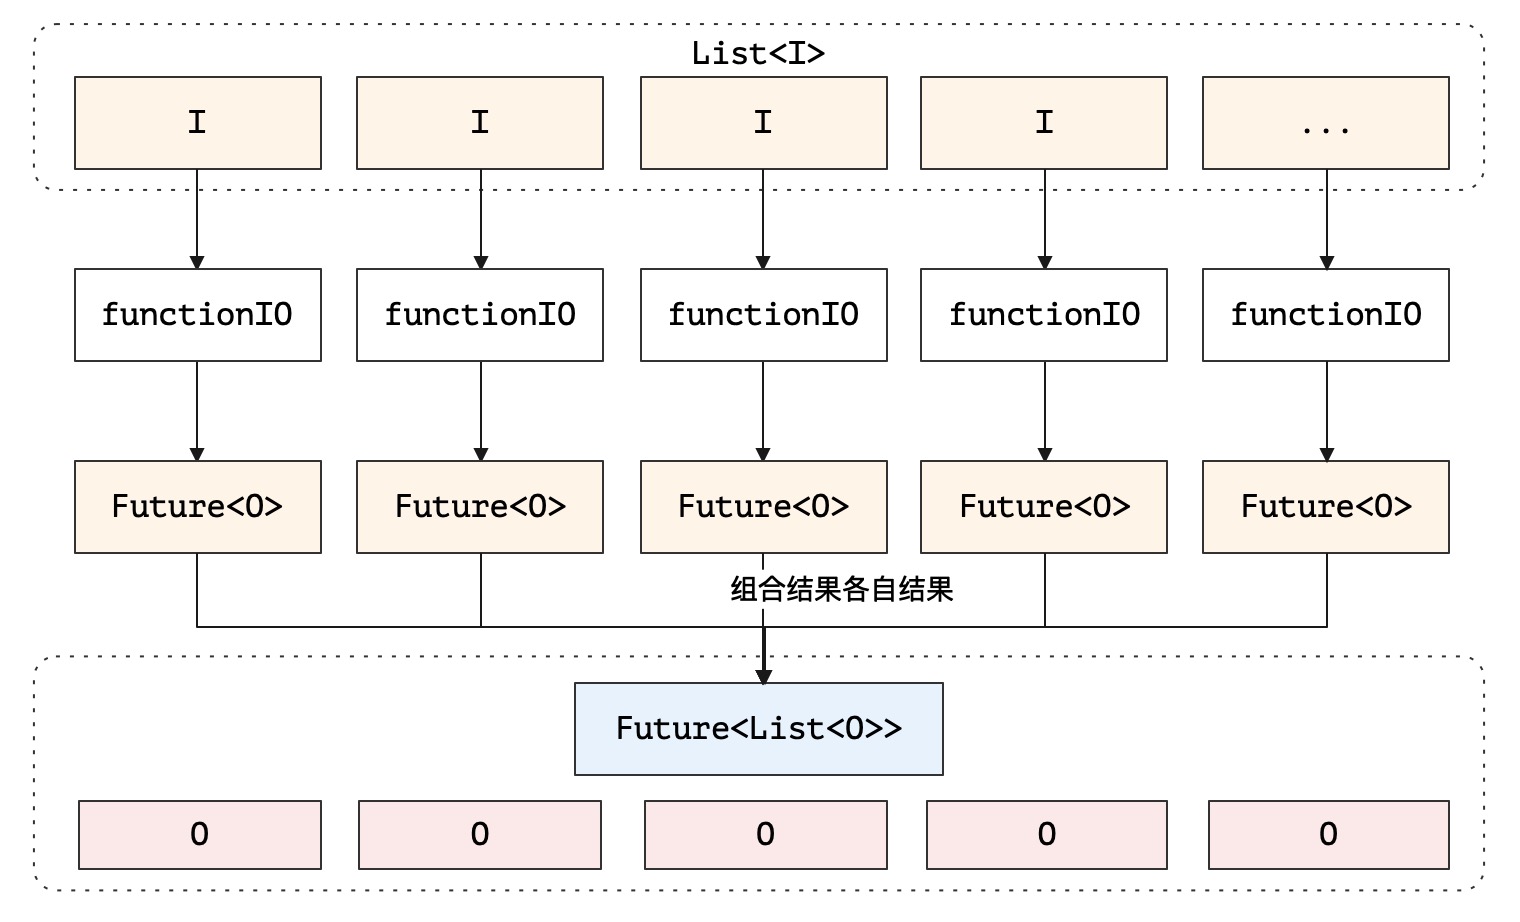 List<I>
I
I
I
I
...
functionIO
functionIO
functionIO
functionIO
functionIO
Future<O>
Future<O>
Future<O>
Future<O>
Future<O>
组合结果各自结果
Future<List<O>>
O
O
O
O
O